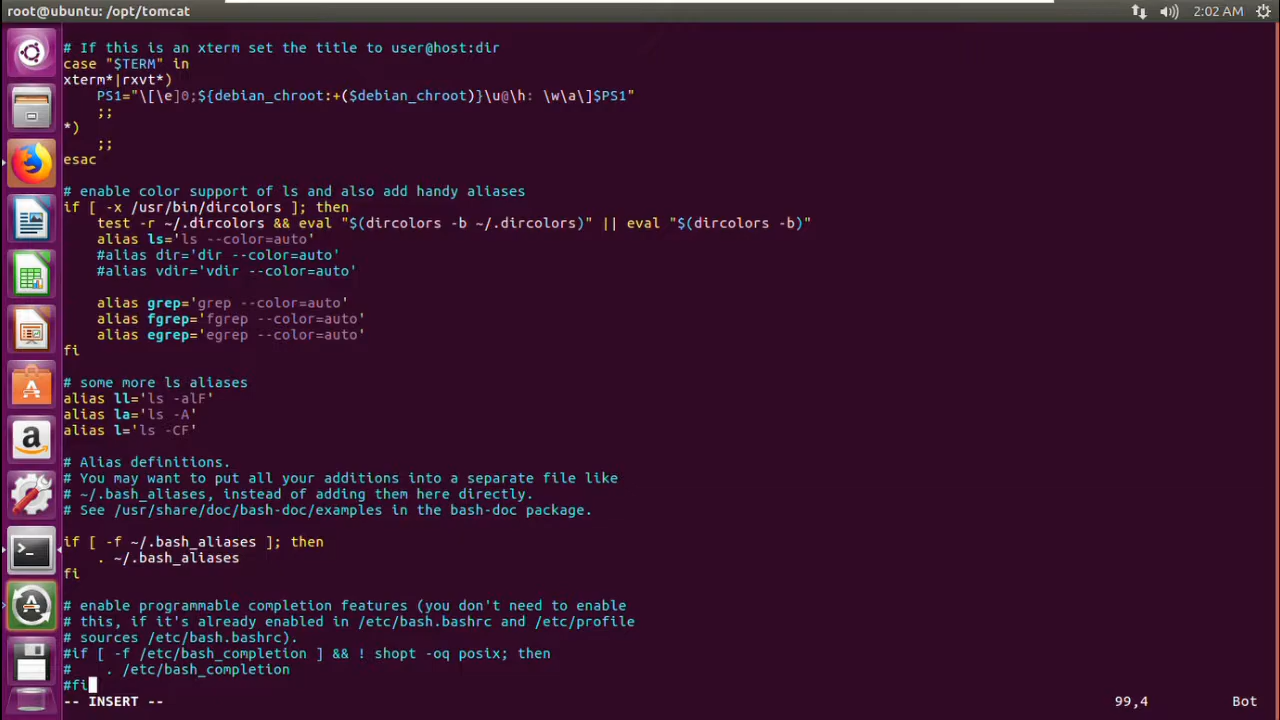 root@ubuntu: /opt/tomcat
2:02 AM
# If this is an xterm set the title to user@host:dir
case "$TERM" in
xterm*|rxvt*)
    PS1="\[\e]0;${debian_chroot:+($debian_chroot)}\u@\h: \w\a\]$PS1"
    ;;
*)
    ;;
esac

# enable color support of ls and also add handy aliases
if [ -x /usr/bin/dircolors ]; then
    test -r ~/.dircolors && eval "$(dircolors -b ~/.dircolors)" || eval "$(dircolors -b)"
    alias ls='ls --color=auto'
    #alias dir='dir --color=auto'
    #alias vdir='vdir --color=auto'

    alias grep='grep --color=auto'
    alias fgrep='fgrep --color=auto'
    alias egrep='egrep --color=auto'
fi

# some more ls aliases
alias ll='ls -alF'
alias la='ls -A'
alias l='ls -CF'

# Alias definitions.
# You may want to put all your additions into a separate file like
# ~/.bash_aliases, instead of adding them here directly.
# See /usr/share/doc/bash-doc/examples in the bash-doc package.

if [ -f ~/.bash_aliases ]; then
    . ~/.bash_aliases
fi

# enable programmable completion features (you don't need to enable
# this, if it's already enabled in /etc/bash.bashrc and /etc/profile
# sources /etc/bash.bashrc).
#if [ -f /etc/bash_completion ] && ! shopt -oq posix; then
#    . /etc/bash_completion
#fi
-- INSERT --
99,4
Bot